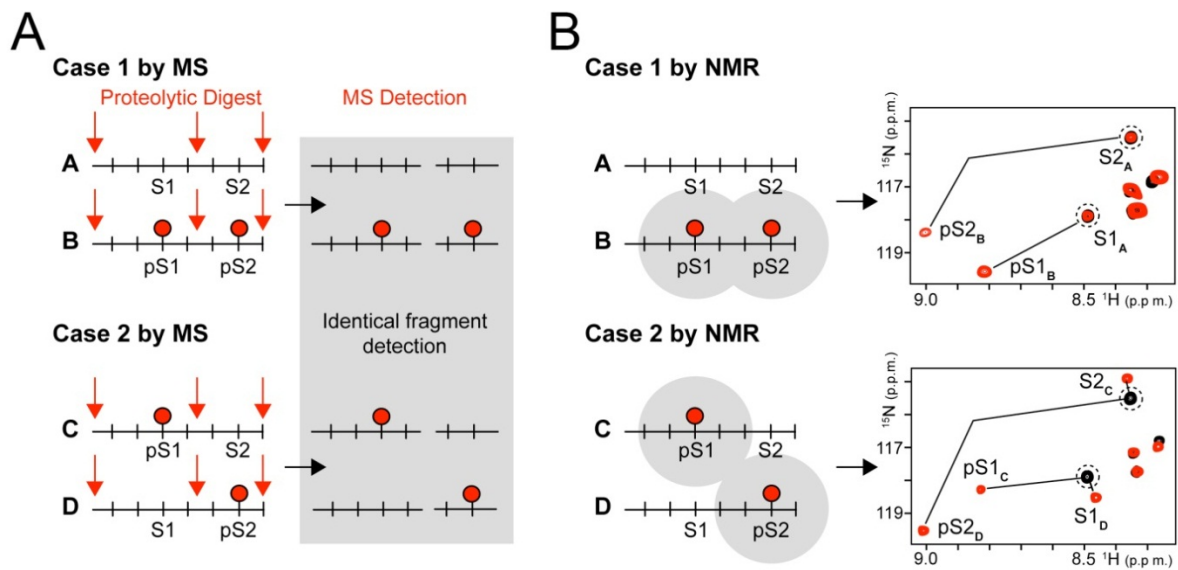 A
Case 1 by MS
Proteolytic Digest
MS Detection
A
S1
S2
B
pS1
pS2
Identical fragment
detection
Case 2 by MS
C
pS1
S2
D
S1
pS2
B
Case 1 by NMR
A
S1
S2
B
pS1
pS2
15N (p.p.m.)
117
119
S2A
S1A
pS2B
pS1B
9.0
8.5
1H (p.p m.)
Case 2 by NMR
C
pS1
S2
D
S1
pS2
15N (p.p.m.)
117
119
S2C
pS1C
S1D
pS2D
9.0
8.5
1H (p.p m.)